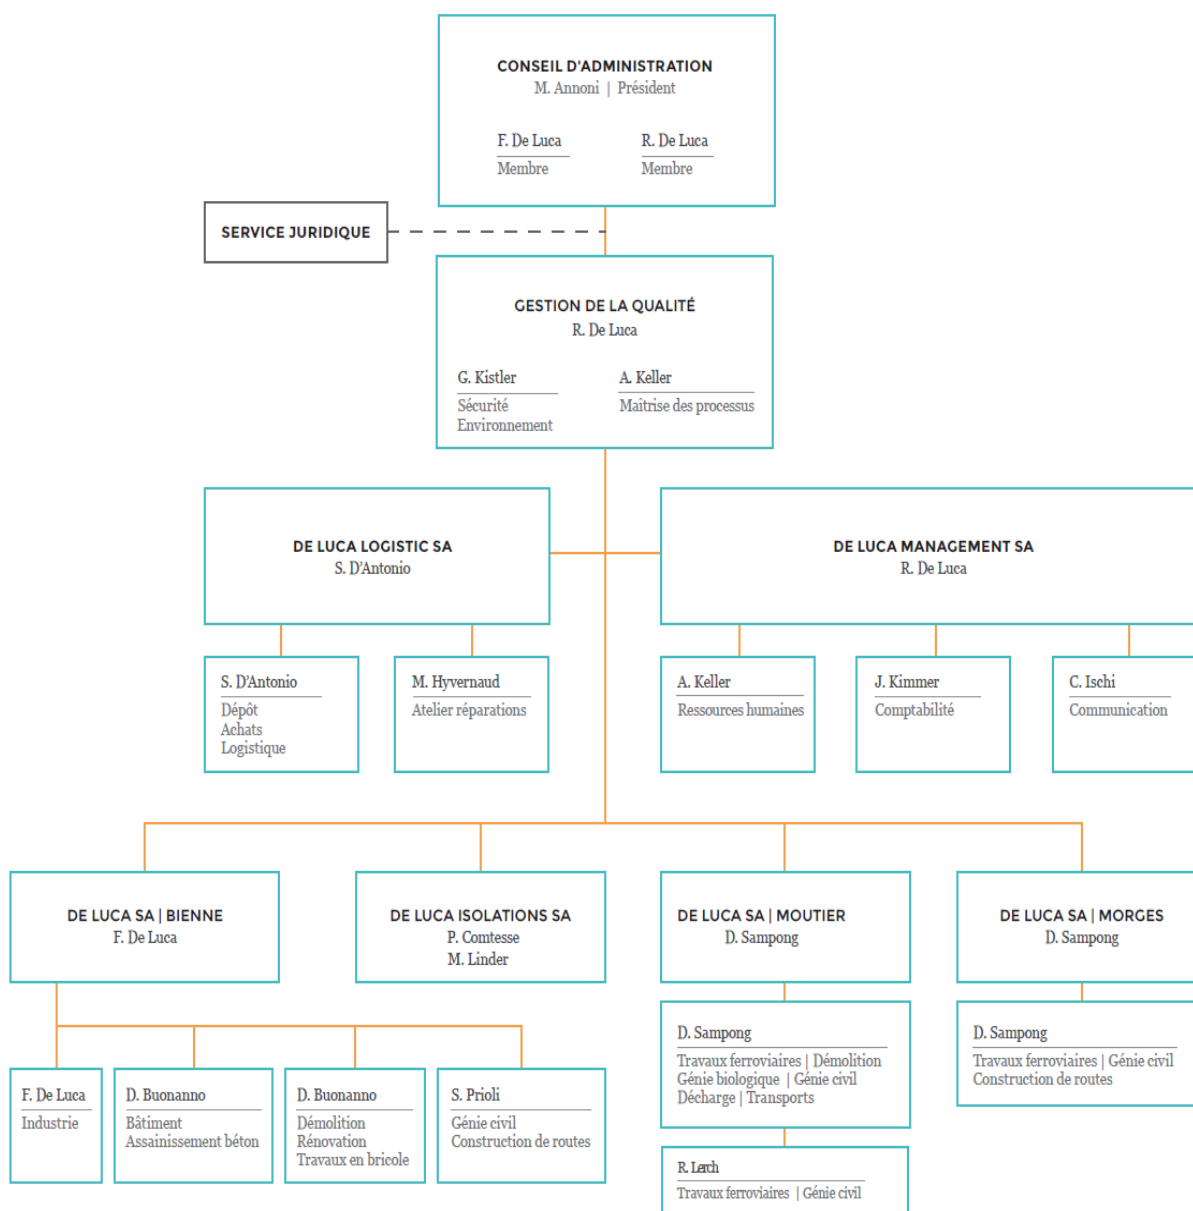 CONSEIL D'ADMINISTRATION
M. Annoni | Président
F. De Luca
Membre
R. De Luca
Membre
SERVICE JURIDIQUE
GESTION DE LA QUALITÉ
R. De Luca
G. Kistler
Sécurité
Environnement
A. Keller
Maîtrise des processus
DE LUCA LOGISTIC SA
S. D'Antonio
DE LUCA MANAGEMENT SA
R. De Luca
S. D'Antonio
Dépôt
Achats
Logistique
M. Hyvernaud
Atelier réparations
A. Keller
Ressources humaines
J. Kimmer
Comptabilité
C. Ischi
Communication
DE LUCA SA | BIENNE
F. De Luca
DE LUCA ISOLATIONS SA
P. Comtesse
M. Linder
DE LUCA SA | MOUTIER
D. Sampong
DE LUCA SA | MORGES
D. Sampong
F. De Luca
Industrie
D. Buonanno
Bâtiment
Assainissement béton
D. Buonanno
Démolition
Rénovation
Travaux en bricole
S. Prioli
Génie civil
Construction de routes
D. Sampong
Travaux ferroviaires | Démolition
Génie biologique | Génie civil
Décharge | Transports
R. Lerch
Travaux ferroviaires | Génie civil
D. Sampong
Travaux ferroviaires | Génie civil
Construction de routes